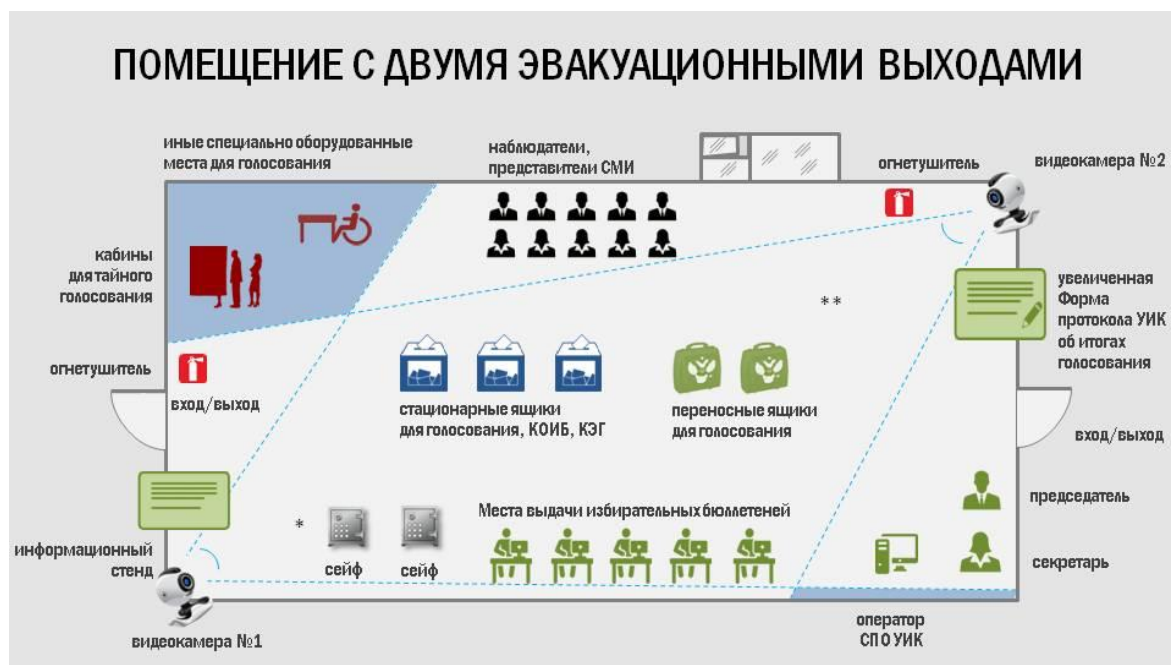 ПОМЕЩЕНИЕ С ДВУМЯ ЭВАКУАЦИОННЫМИ ВЫХОДАМИ
иные специально оборудованные
места для голосования
наблюдатели,
представители СМИ
огнетушитель
видеокамера №2
кабины
для тайного
голосования
увеличенная
Форма
протокола УИК
об итогах
голосования
**
огнетушитель
вход/выход
стационарные ящики
для голосования, КОИБ, КЭГ
переносные ящики
для голосования
вход/выход
председатель
Места выдачи избирательных бюллетеней
*
информационный
стенд
сейф
сейф
секретарь
видеокамера №1
оператор
СПО УИК